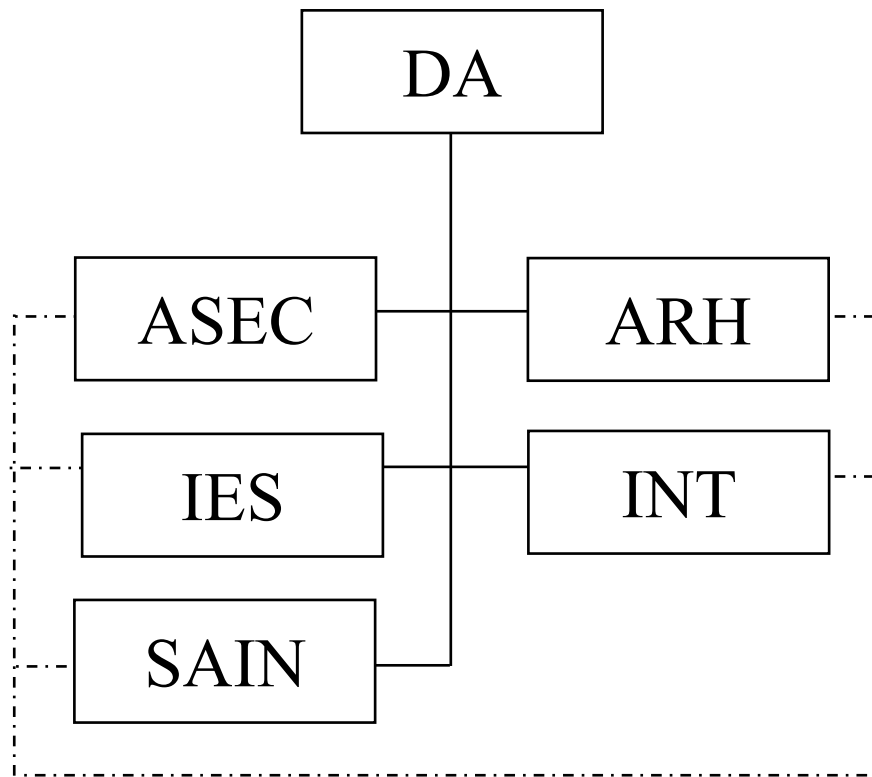 DA
ASEC
ARH
IES
INT
SAIN